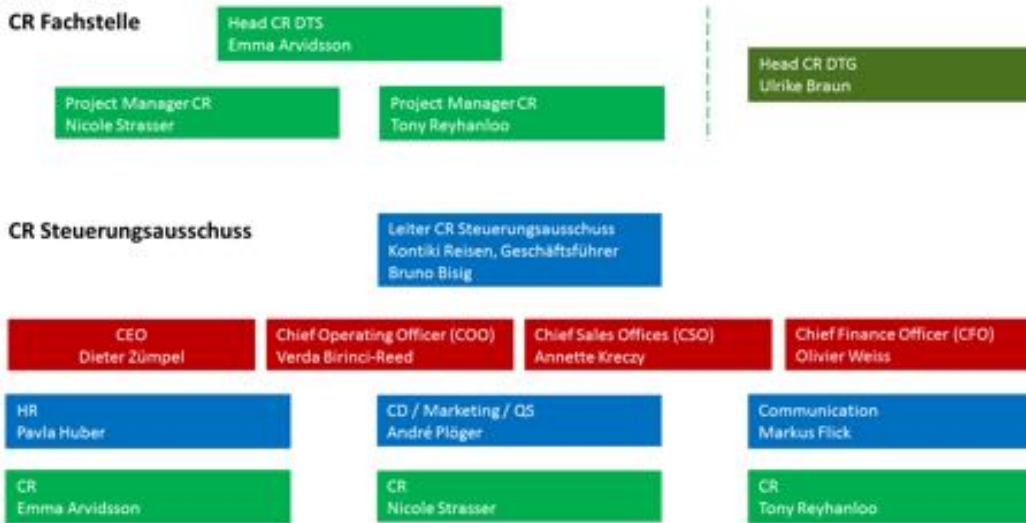 CR Fachstelle
Head CR DTS
Emma Arvidsson
Head CR DTG
Ulrike Braun
Project Manager CR
Nicole Strasser
Project Manager CR
Tony Reyhanloo
CR Steuerungsausschuss
Leiter CR Steuerungsausschuss
Kontiki Reisen, Geschäftsführer
Bruno Bisig
CEO
Dieter Zümpel
Chief Operating Officer (COO)
Verda Birinci-Reed
Chief Sales Offices (CSO)
Annette Kreczy
Chief Finance Officer (CFO)
Olivier Weiss
HR
Pavla Huber
CD / Marketing / QS
André Plöger
Communication
Markus Flick
CR
Emma Arvidsson
CR
Nicole Strasser
CR
Tony Reyhanloo